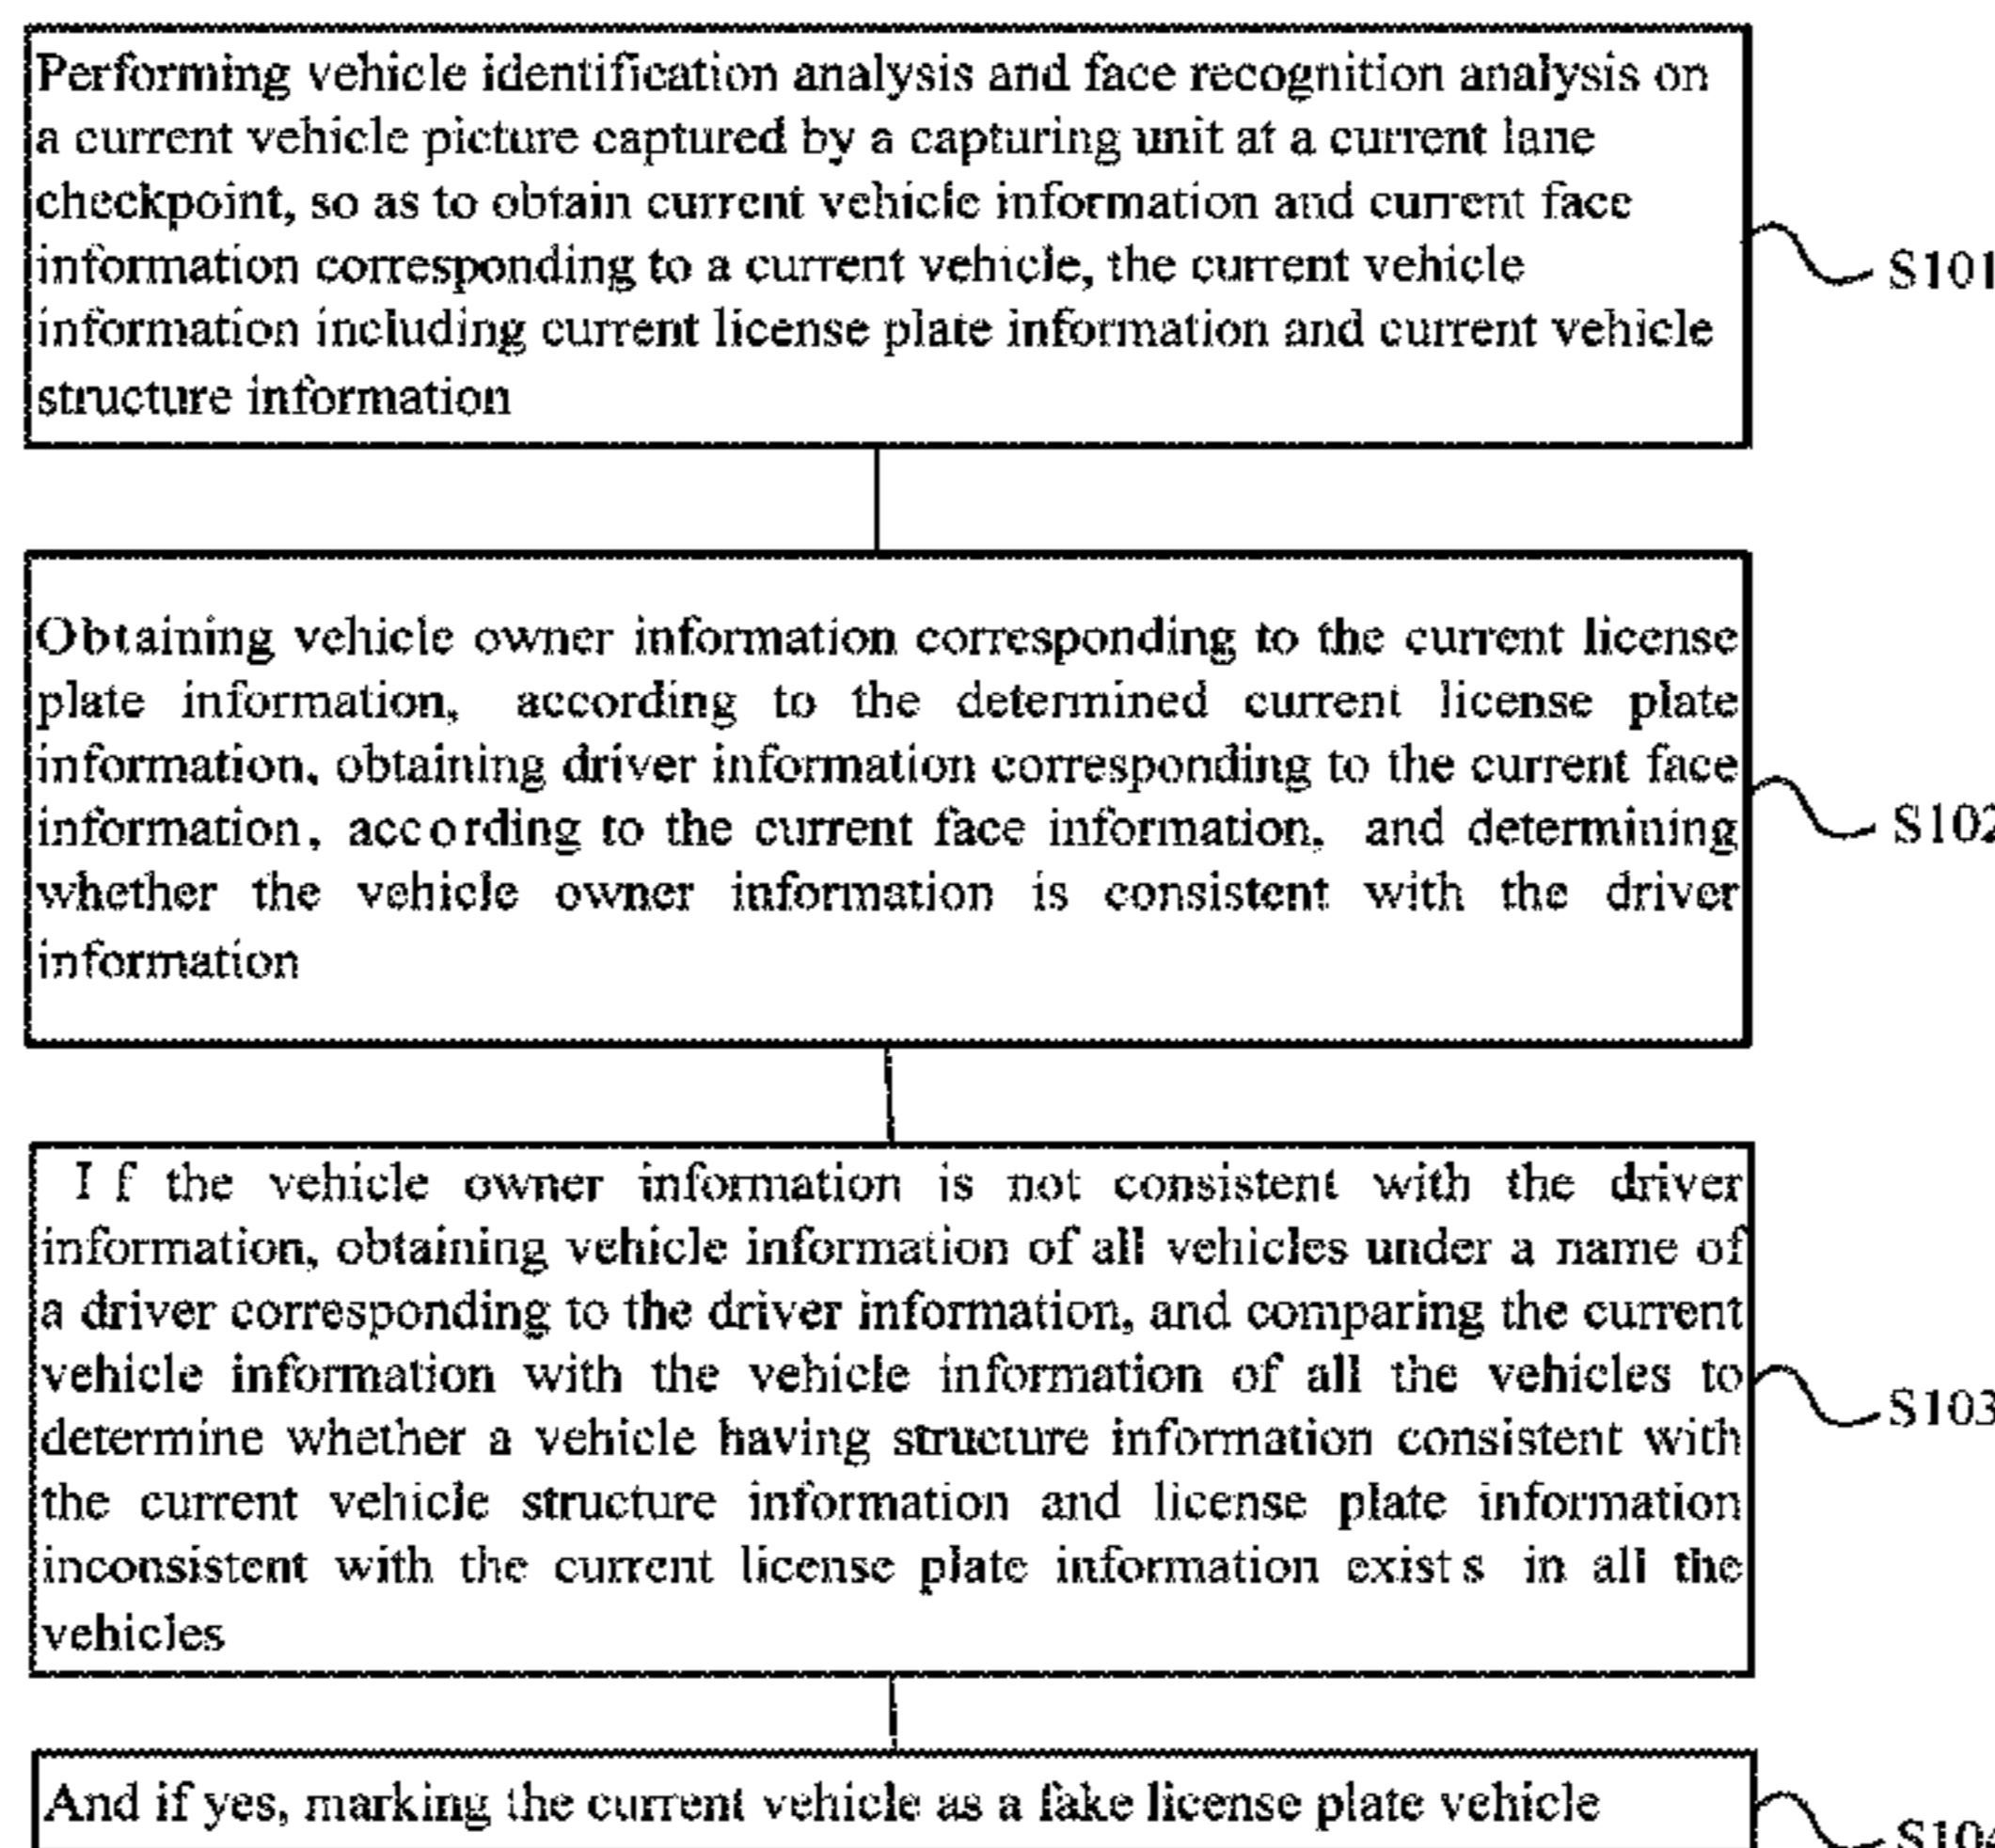 Performing vehicle identification analysis and face recognition analysis on
a current vehicle picture captured by a capturing unit at a current lane
checkpoint, so as to obtain current vehicle information and current face
information corresponding to a current vehicle, the current vehicle
information including current license plate information and current vehicle
structure information
S101
Obtaining vehicle owner information corresponding to the current license
plate information, according to the determined current license plate
information, obtaining driver information corresponding to the current face
information, according to the current face information, and determining
whether the vehicle owner information is consistent with the driver
information
S102
If the vehicle owner information is not consistent with the driver
information, obtaining vehicle information of all vehicles under a name of
a driver corresponding to the driver information, and comparing the current
vehicle information with the vehicle information of all the vehicles to
determine whether a vehicle having structure information consistent with
the current vehicle structure information and license plate information
inconsistent with the current license plate information exists in all the
vehicles
S103
And if yes, marking the current vehicle as a fake license plate vehicle
S104